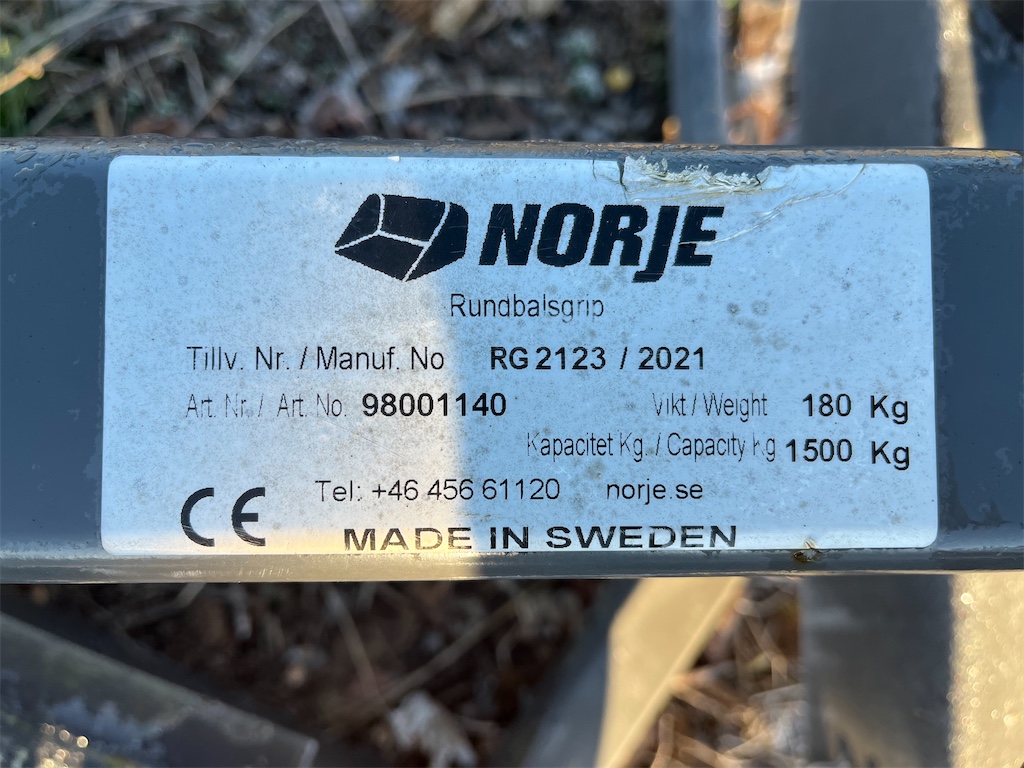 NORJE
Rundbalsgrip
Tillv. Nr. / Manuf. No RG 2123 / 2021
Art. Nr. / Art. No. 98001140 Vikt / Weight 180 Kg
Kapacitet Kg. / Capacity kg 1500 Kg
Tel: +46 456 61120 norje.se
CE
MADE IN SWEDEN